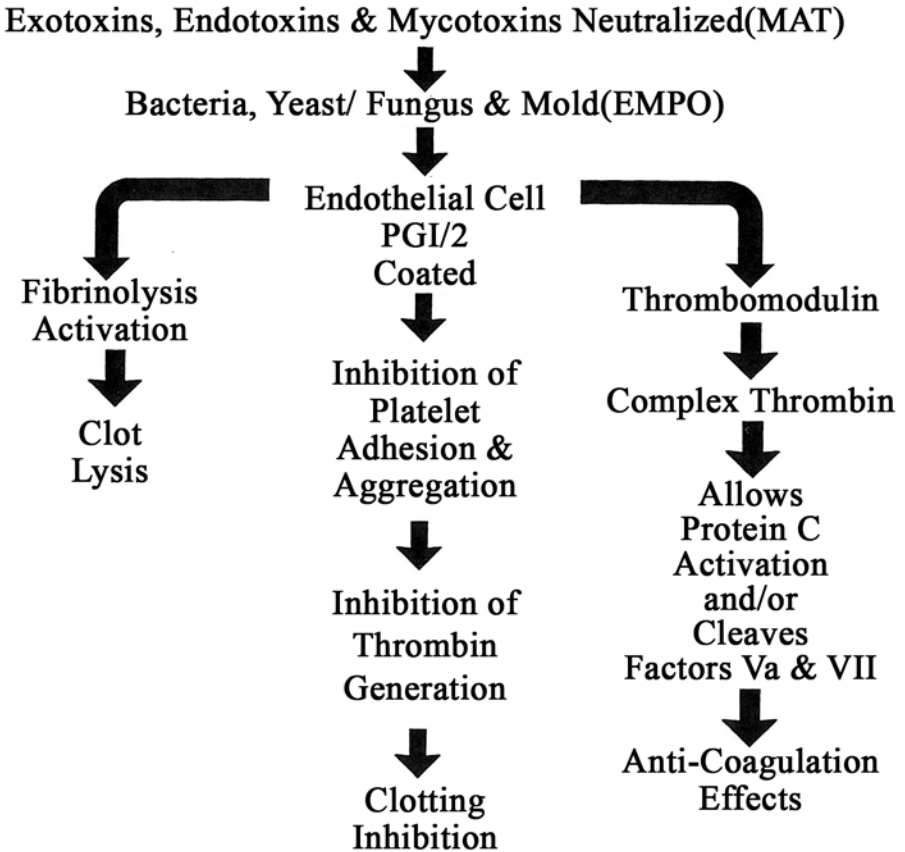 Exotoxins, Endotoxins & Mycotoxins Neutralized(MAT)
Bacteria, Yeast/ Fungus & Mold(EMPO)
Endothelial Cell
PGI/2
Coated
Fibrinolysis
Activation
Clot
Lysis
Inhibition of
Platelet
Adhesion &
Aggregation
Inhibition of
Thrombin
Generation
Clotting
Inhibition
Thrombomodulin
Complex Thrombin
Allows
Protein C
Activation
and/or
Cleaves
Factors Va & VII
Anti-Coagulation
Effects